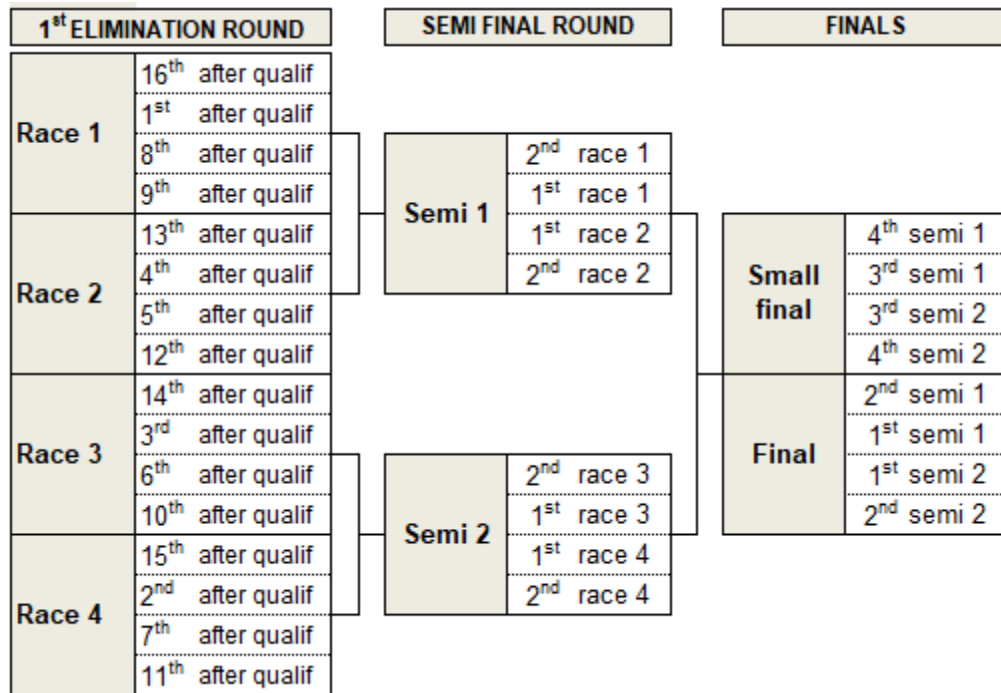 1st ELIMINATION ROUND
Race 1
16th after qualif
1st after qualif
8th after qualif
9th after qualif
Race 2
13th after qualif
4th after qualif
5th after qualif
12th after qualif
Race 3
14th after qualif
3rd after qualif
6th after qualif
10th after qualif
Race 4
15th after qualif
2nd after qualif
7th after qualif
11th after qualif
SEMI FINAL ROUND
Semi 1
2nd race 1
1st race 1
1st race 2
2nd race 2
Semi 2
2nd race 3
1st race 3
1st race 4
2nd race 4
FINALS
Small
final
4th semi 1
3rd semi 1
3rd semi 2
4th semi 2
Final
2nd semi 1
1st semi 1
1st semi 2
2nd semi 2